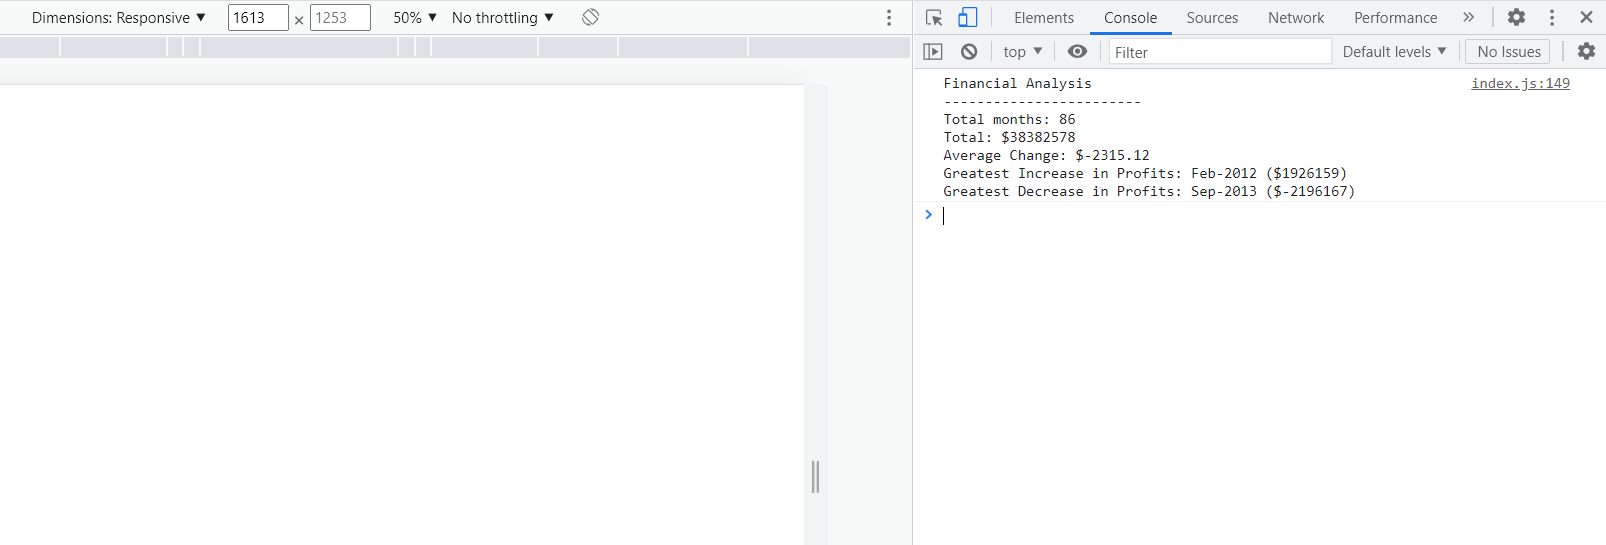 Dimensions: Responsive ▼ 1613 × 1253 50% ▼ No throttling ▼
Elements Console Sources Network Performance »
top ▼ Filter Default levels ▼ No Issues
Financial Analysis index.js:149
------------------------
Total months: 86
Total: $38382578
Average Change: $-2315.12
Greatest Increase in Profits: Feb-2012 ($1926159)
Greatest Decrease in Profits: Sep-2013 ($-2196167)